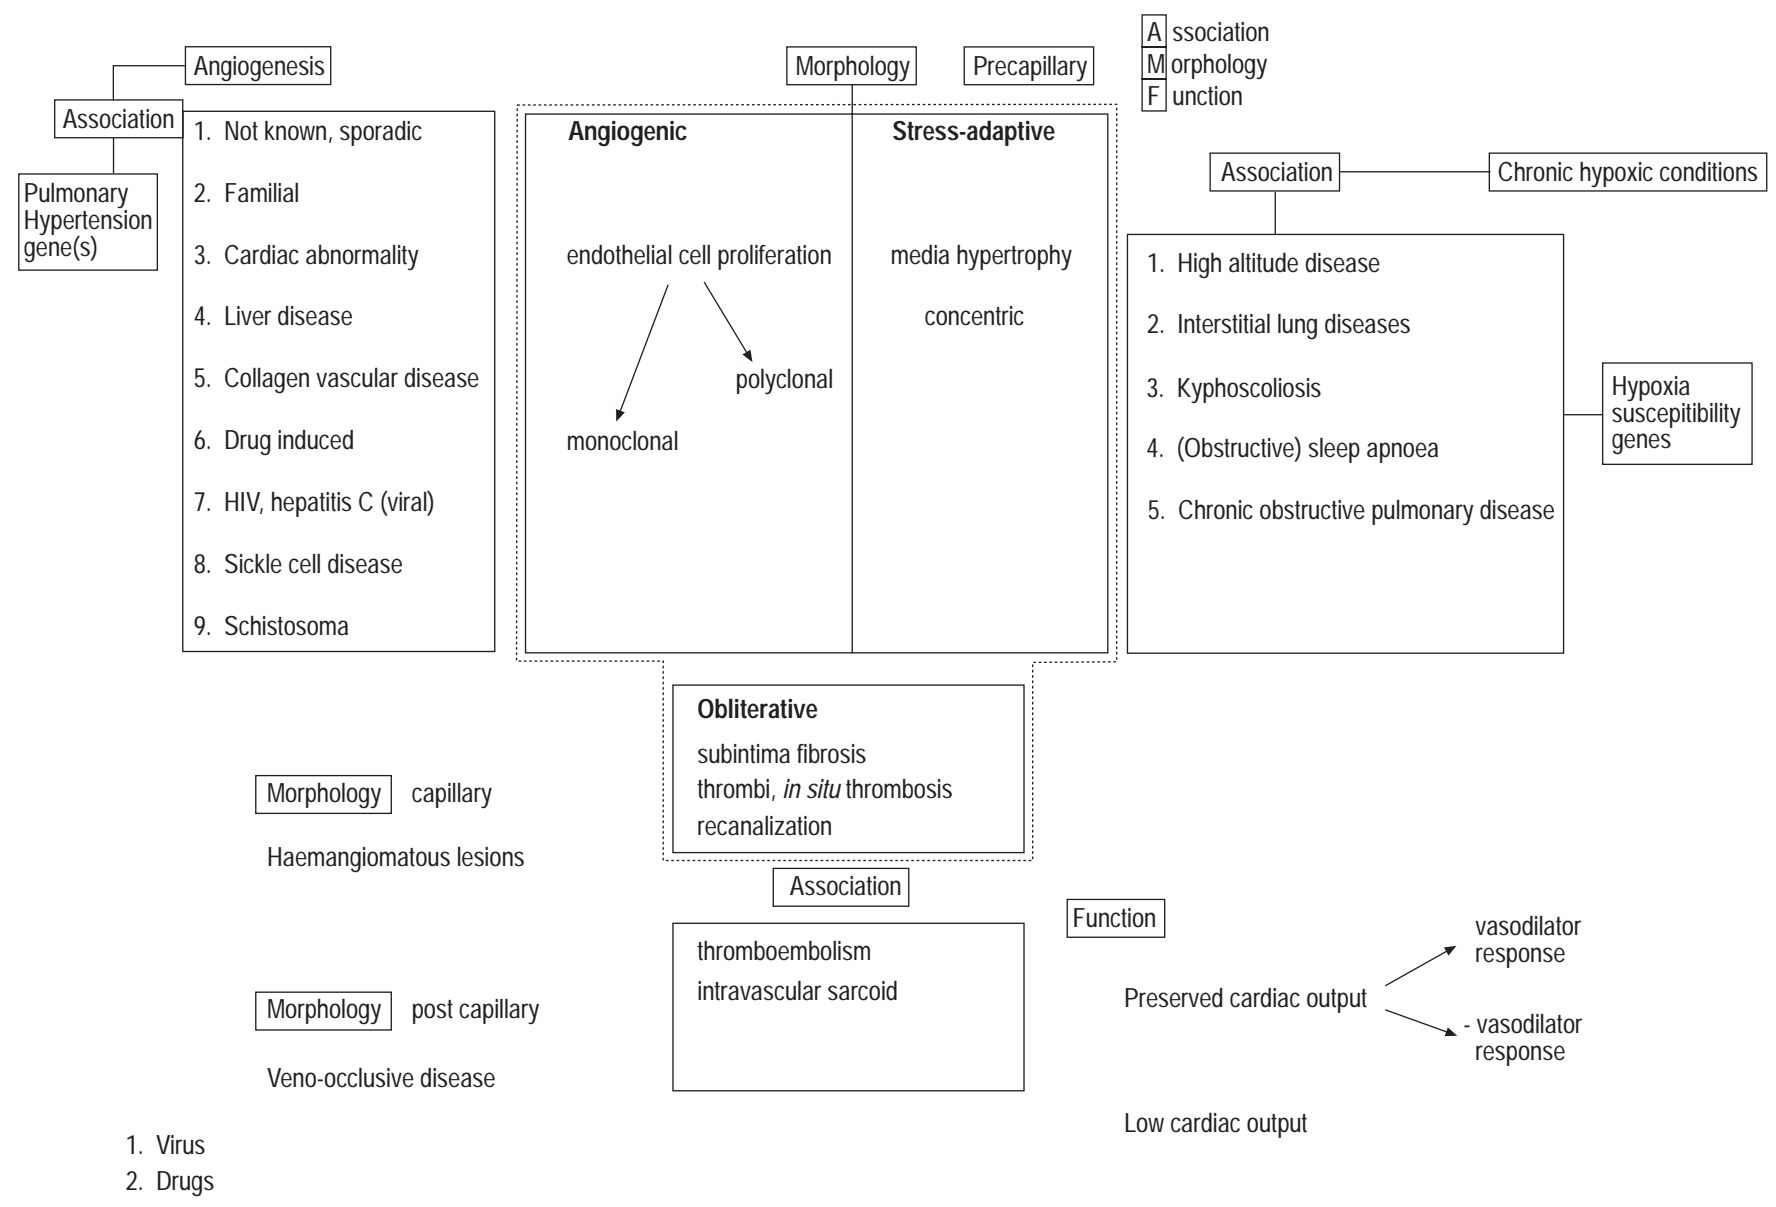 Association
Morphology
Function
Angiogenesis
Association
Pulmonary
Hypertension
gene(s)
1. Not known, sporadic
2. Familial
3. Cardiac abnormality
4. Liver disease
5. Collagen vascular disease
6. Drug induced
7. HIV, hepatitis C (viral)
8. Sickle cell disease
9. Schistosoma
Morphology
Precapillary
Angiogenic
endothelial cell proliferation
polyclonal
monoclonal
Stress-adaptive
media hypertrophy
concentric
Association
Chronic hypoxic conditions
1. High altitude disease
2. Interstitial lung diseases
3. Kyphoscoliosis
4. (Obstructive) sleep apnoea
5. Chronic obstructive pulmonary disease
Hypoxia
suscepitibility
genes
Obliterative
subintima fibrosis
thrombi, in situ thrombosis
recanalization
Association
thromboembolism
intravascular sarcoid
Morphology capillary
Haemangiomatous lesions
Morphology post capillary
Veno-occlusive disease
1. Virus
2. Drugs
Function
Preserved cardiac output
vasodilator
response
- vasodilator
response
Low cardiac output